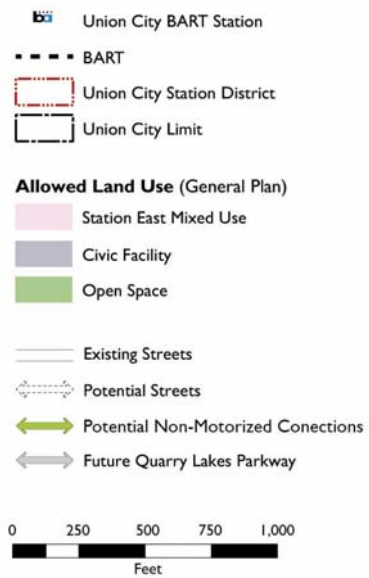 ba Union City BART Station
BART
Union City Station District
Union City Limit
Allowed Land Use (General Plan)
Station East Mixed Use
Civic Facility
Open Space
Existing Streets
Potential Streets
Potential Non-Motorized Conections
Future Quarry Lakes Parkway
0 250 500 750 1,000
Feet